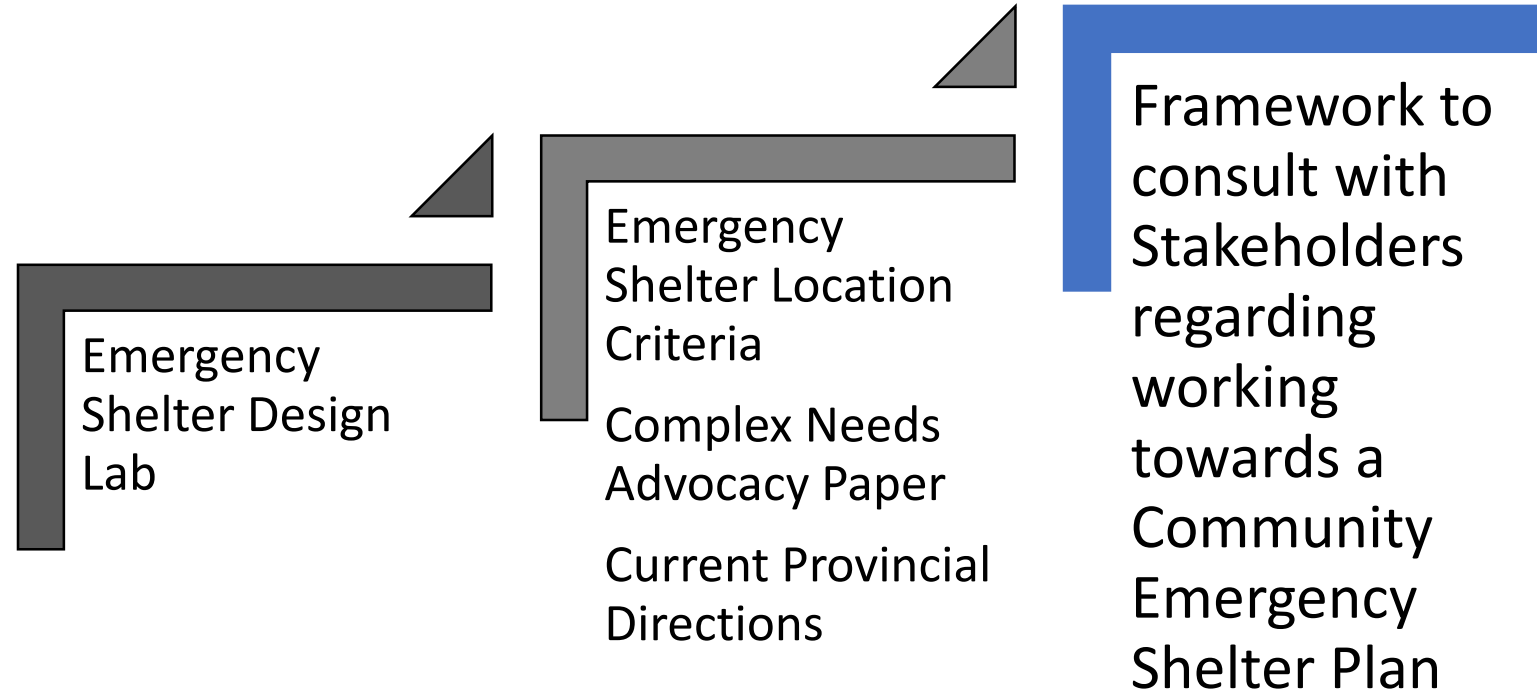 Emergency
Shelter Design
Lab
Emergency
Shelter Location
Criteria
Complex Needs
Advocacy Paper
Current Provincial
Directions
Framework to
consult with
Stakeholders
regarding
working
towards a
Community
Emergency
Shelter Plan